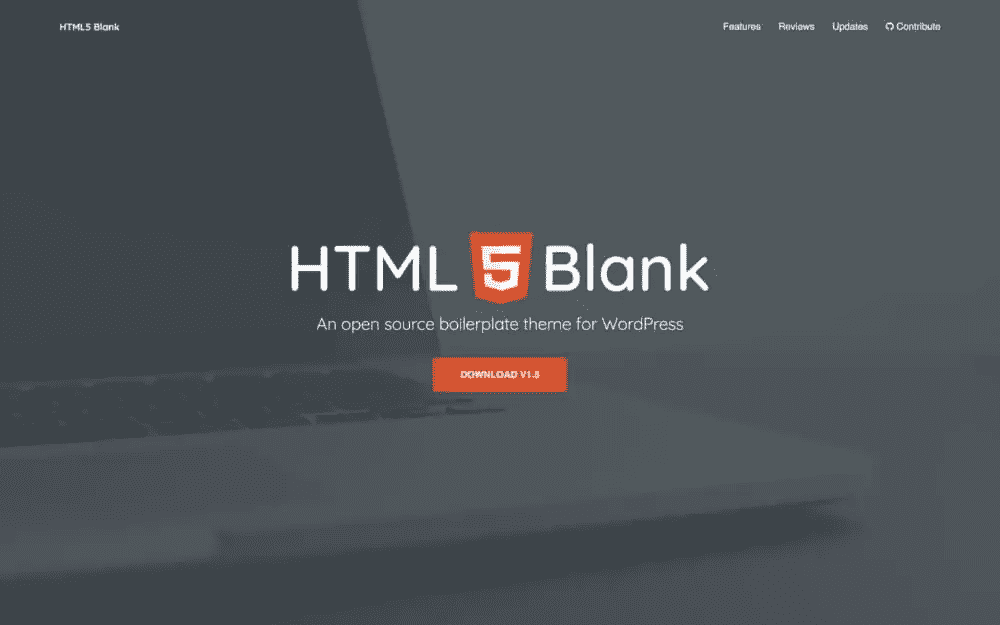 HTML5 Blank
Features Reviews Updates Contribute
HTML 5 Blank
An open source boilerplate theme for WordPress
DOWNLOAD V1.5